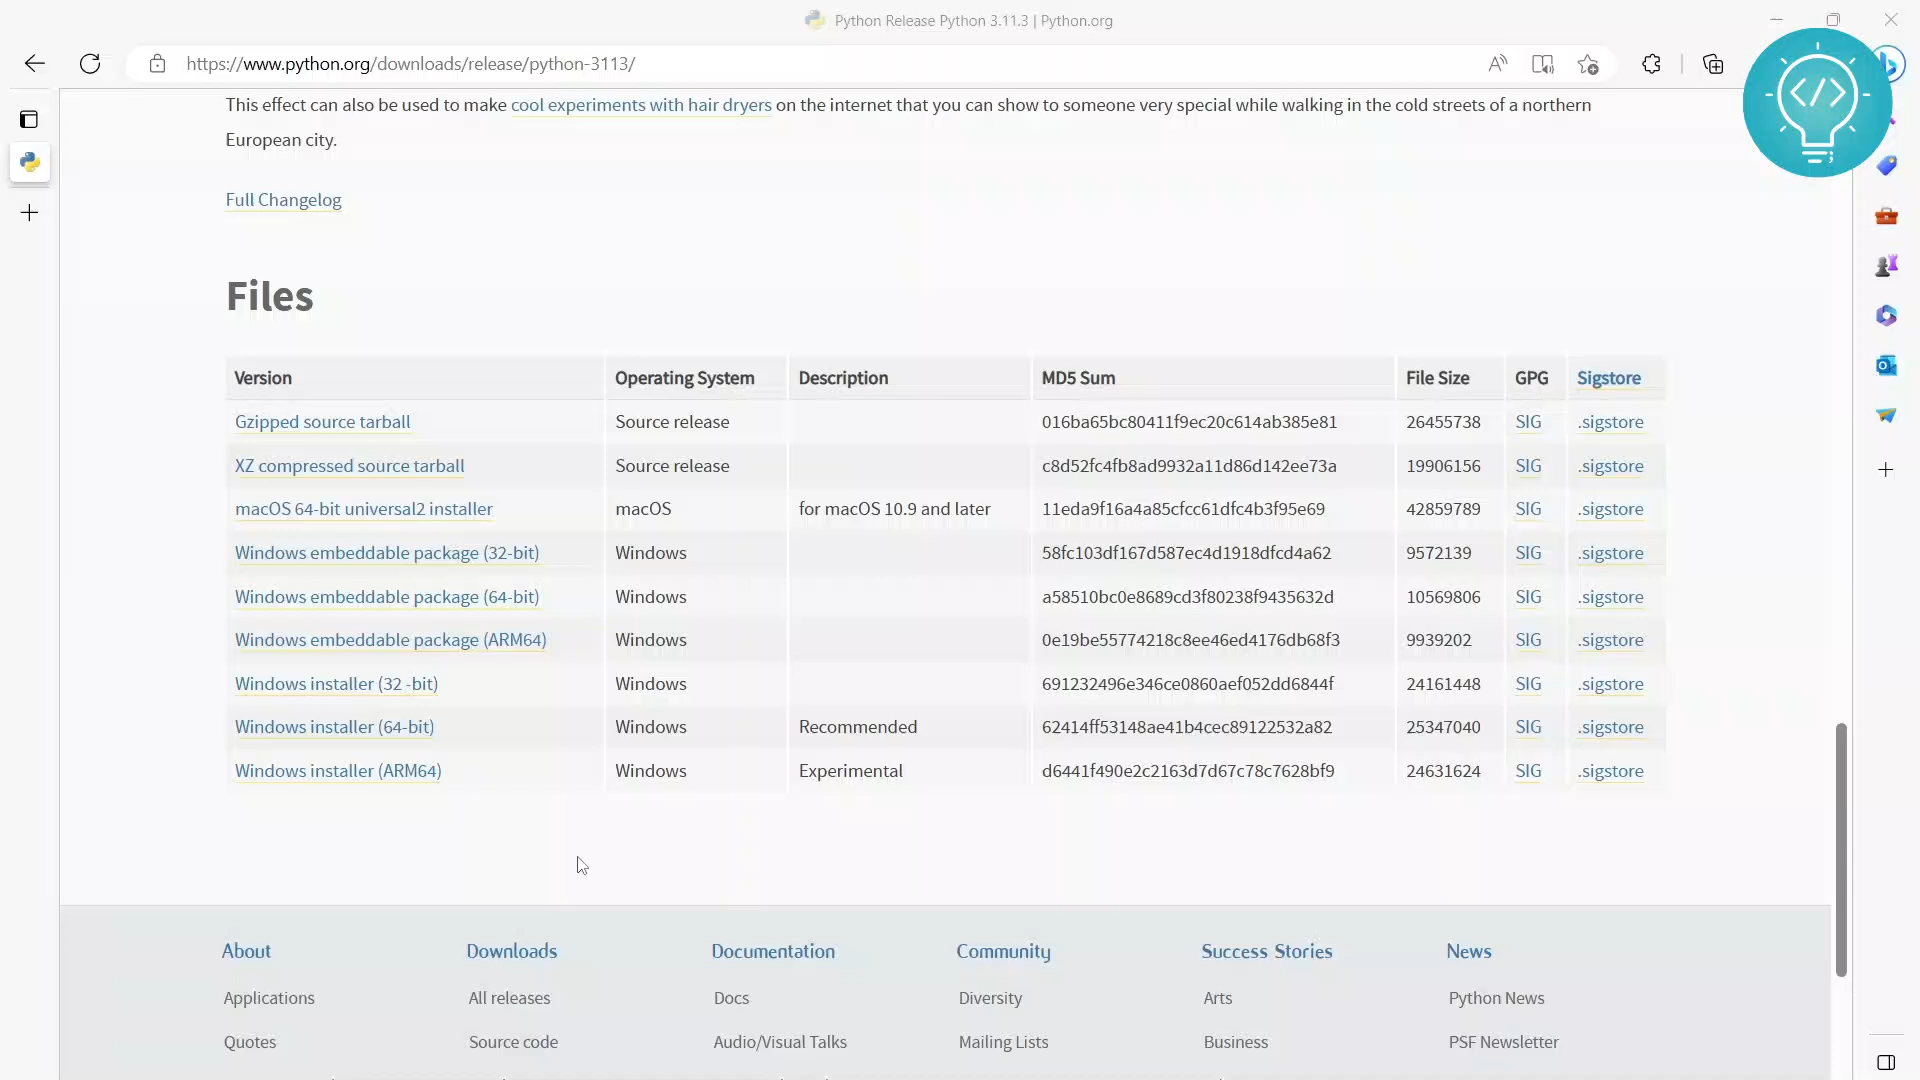 Python Release Python 3.11.3 | Python.org
https://www.python.org/downloads/release/python-3113/
This effect can also be used to make cool experiments with hair dryers on the internet that you can show to someone very special while walking in the cold streets of a northern
European city.
Full Changelog
Files
Version Operating System Description MD5 Sum File Size GPG Sigstore
Gzipped source tarball Source release 016ba65bc80411f9ec20c614ab385e81 26455738 SIG .sigstore
XZ compressed source tarball Source release c8d52fc4fb8ad9932a11d86d142ee73a 19906156 SIG .sigstore
macOS 64-bit universal2 installer macOS for macOS 10.9 and later 11eda9f16a4a85cfcc61dfc4b3f95e69 42859789 SIG .sigstore
Windows embeddable package (32-bit) Windows 58fc103df167d587ec4d1918dfcd4a62 9572139 SIG .sigstore
Windows embeddable package (64-bit) Windows a58510bc0e8689cd3f80238f9435632d 10569806 SIG .sigstore
Windows embeddable package (ARM64) Windows 0e19be55774218c8ee46ed4176db68f3 9939202 SIG .sigstore
Windows installer (32 -bit) Windows 691232496e346ce0860aef052dd6844f 24161448 SIG .sigstore
Windows installer (64-bit) Windows Recommended 62414ff53148ae41b4cec89122532a82 25347040 SIG .sigstore
Windows installer (ARM64) Windows Experimental d6441f490e2c2163d7d67c78c7628bf9 24631624 SIG .sigstore
About Downloads Documentation Community Success Stories News
Applications All releases Docs Diversity Arts Python News
Quotes Source code Audio/Visual Talks Mailing Lists Business PSF Newsletter